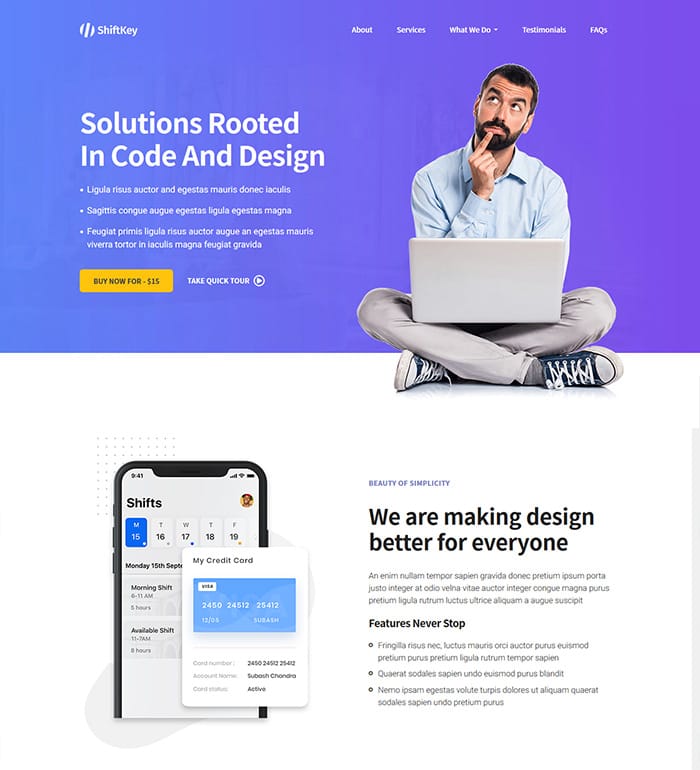 ShiftKey
About
Services
What We Do
Testimonials
FAQs
Solutions Rooted
In Code And Design
Ligula risus auctor and egestas mauris donec iaculis
Sagittis congue augue egestas ligula egestas magna
Feugiat primis ligula risus auctor augue an egestas mauris
viverra tortor in iaculis magna feugiat gravida
BUY NOW FOR - $15
TAKE QUICK TOUR
9:41
Shifts
M
T
W
T
F
15
16
17
18
19
Monday 15th Septe
Morning Shift
6-11 AM
5 hours
Available Shift
11-7AM
8 hours
My Credit Card
VISA
2450 24512 25412
12/05
SUBASH
Card number :
2450 24512 25412
Account Name:
Subash Chandra
Card status:
Active
BEAUTY OF SIMPLICITY
We are making design
better for everyone
An enim nullam tempor sapien gravida donec pretium ipsum porta
justo integer at odio velna vitae auctor integer congue magna purus
pretium ligula rutrum luctus ultrice aliquam a augue suscipit
Features Never Stop
Fringilla risus nec, luctus mauris orci auctor purus euismod
pretium purus pretium ligula rutrum tempor sapien
Quaerat sodales sapien undo euismod purus blandit
Nemo ipsam egestas volute turpis dolores ut aliquam quaerat
sodales sapien undo pretium purus